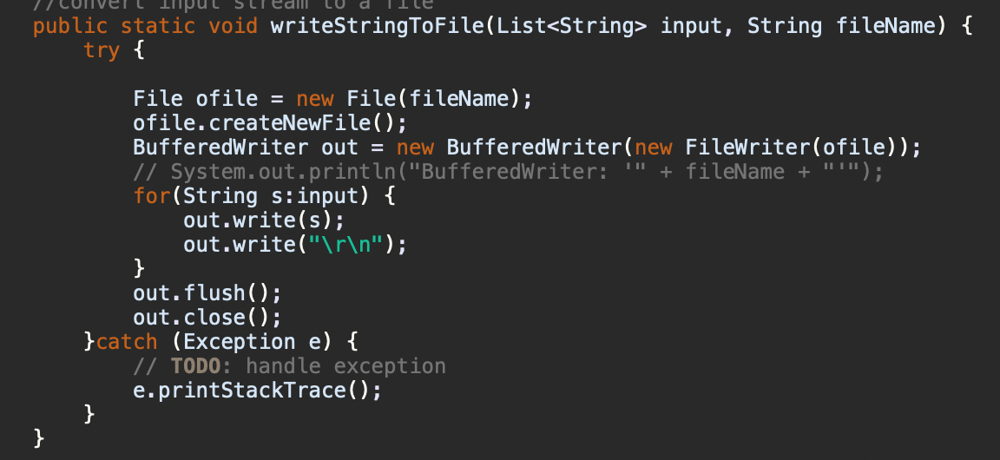 //convert input stream to a file
public static void writeStringToFile(List<String> input, String fileName) {
try {
File ofile = new File(fileName);
ofile.createNewFile();
BufferedWriter out = new BufferedWriter(new FileWriter(ofile));
// System.out.println("BufferedWriter: '" + fileName + "'");
for(String s:input) {
out.write(s);
out.write("\r\n");
}
out.flush();
out.close();
}catch (Exception e) {
// TODO: handle exception
e.printStackTrace();
}
}